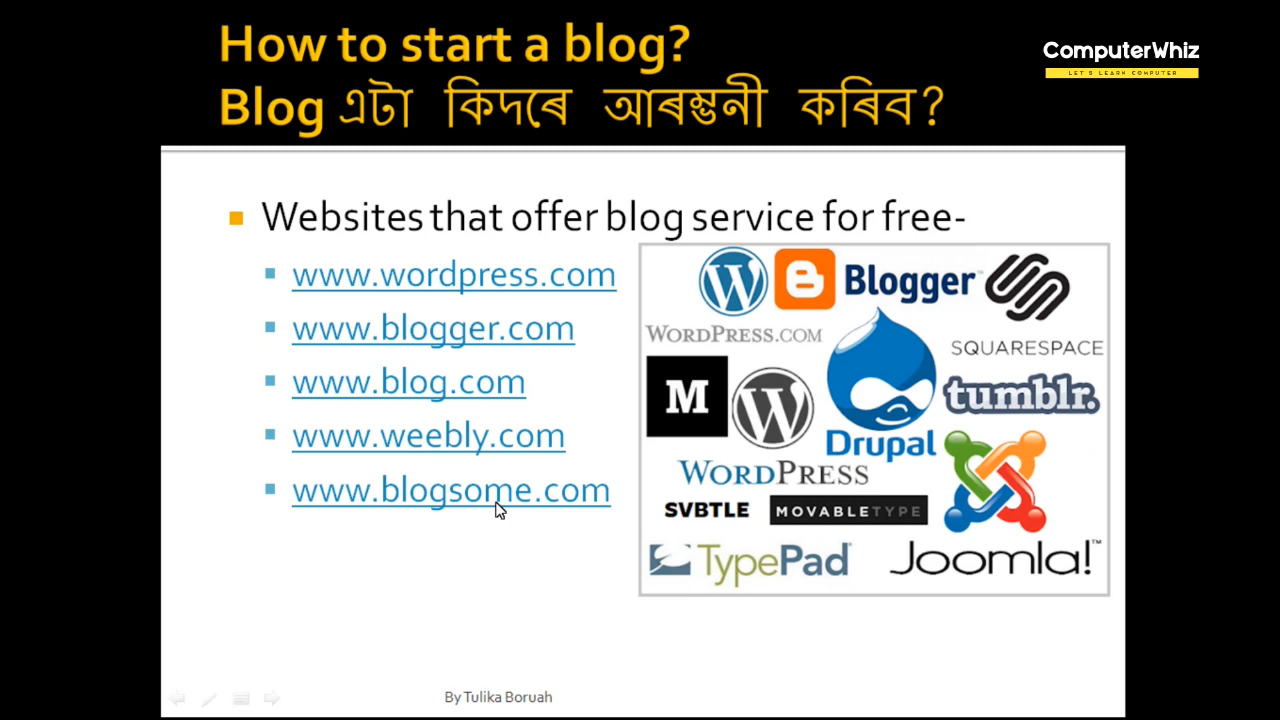 How to start a blog?
Blog এটা কিদৰে আৰম্ভনী কৰিব?
ComputerWhiz
LET'S LEARN COMPUTER
Websites that offer blog service for free-
www.wordpress.com
www.blogger.com
www.blog.com
www.weebly.com
www.blogsome.com
Blogger™
WORDPRESS.COM
SQUARESPACE
M
tumblr.
Drupal
WORDPRESS
SVBTLE
MOVABLETYPE
TypePad
Joomla!™
By Tulika Boruah